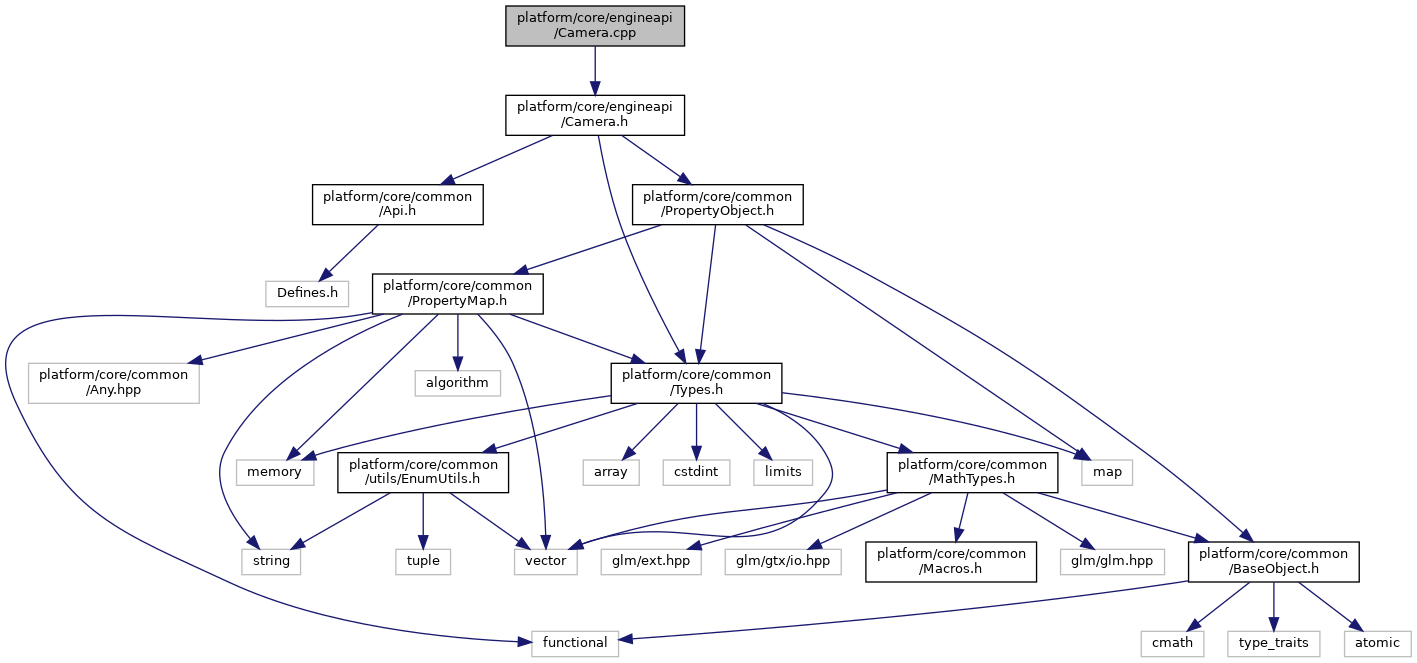 platform/core/engineapi
/Camera.cpp
platform/core/engineapi
/Camera.h
platform/core/common
/Api.h
platform/core/common
/PropertyObject.h
Defines.h
platform/core/common
/PropertyMap.h
platform/core/common
/Any.hpp
algorithm
platform/core/common
/Types.h
memory
platform/core/common
/utils/EnumUtils.h
array
cstdint
limits
platform/core/common
/MathTypes.h
map
string
tuple
vector
glm/ext.hpp
glm/gtx/io.hpp
platform/core/common
/Macros.h
glm/glm.hpp
platform/core/common
/BaseObject.h
functional
cmath
type_traits
atomic